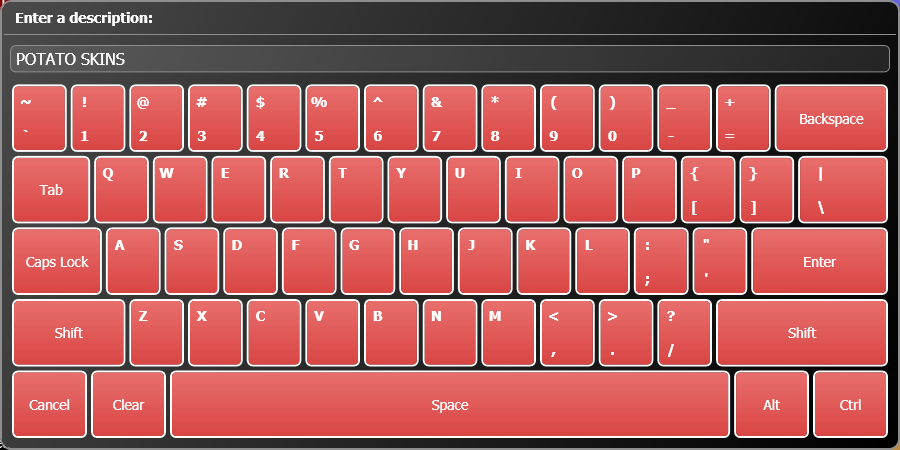 Enter a description:
POTATO SKINS
~ ! @ # $ % ^ & * ( ) _ +
` 1 2 3 4 5 6 7 8 9 0 - = Backspace
Tab Q W E R T Y U I O P { } |
[ ] \
Caps Lock A S D F G H J K L : " Enter
; '
Shift Z X C V B N M < > ? Shift
, . /
Cancel Clear Space Alt Ctrl